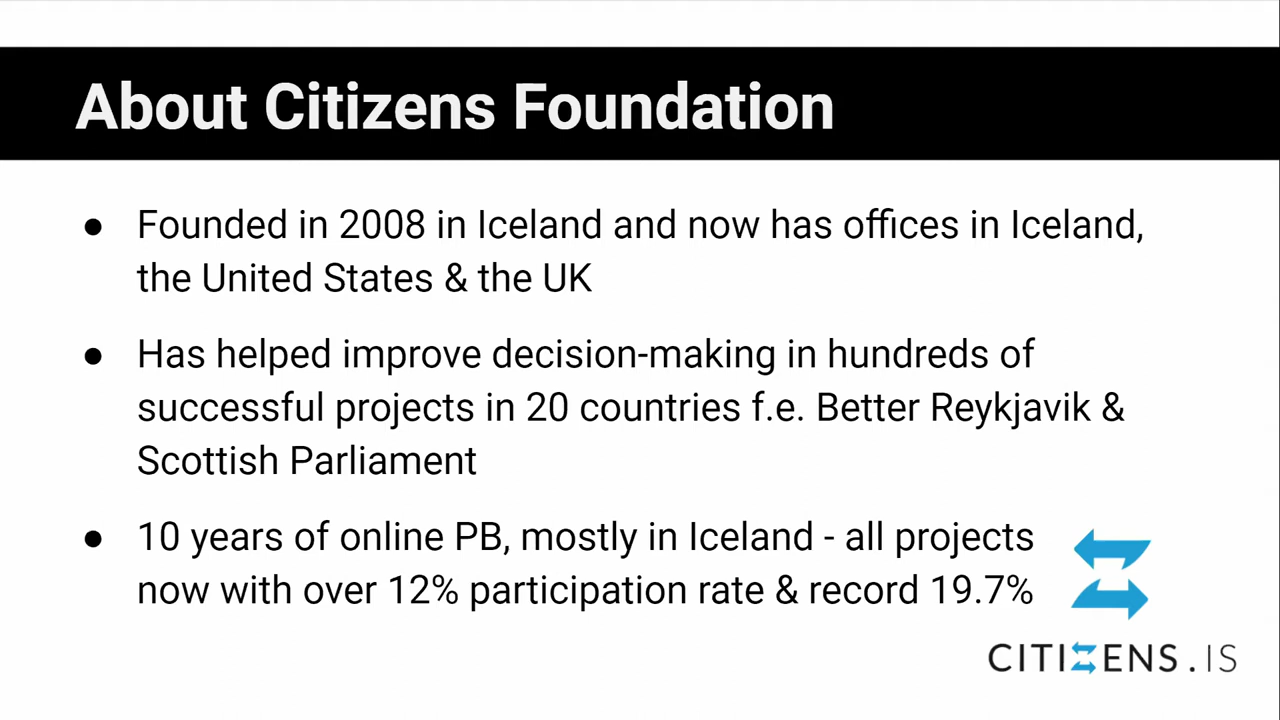 About Citizens Foundation
● Founded in 2008 in Iceland and now has offices in Iceland,
the United States & the UK
● Has helped improve decision-making in hundreds of
successful projects in 20 countries f.e. Better Reykjavik &
Scottish Parliament
● 10 years of online PB, mostly in Iceland - all projects
now with over 12% participation rate & record 19.7%
CITIZENS.IS